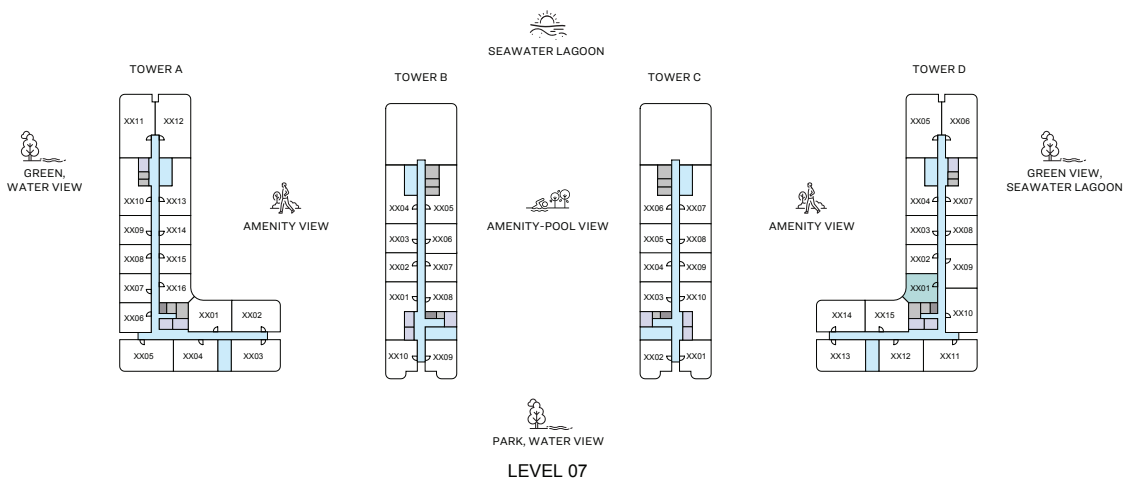 SEAWATER LAGOON
TOWER A
TOWER B
TOWER C
TOWER D
XX11 XX12
XX05 XX06
GREEN,
WATER VIEW
GREEN VIEW,
SEAWATER LAGOON
XX10 XX13
XX04 XX05
XX06 XX07
XX04 XX07
AMENITY VIEW
AMENITY-POOL VIEW
AMENITY VIEW
XX09 XX14
XX03 XX06
XX05 XX08
XX03 XX08
XX08 XX15
XX02 XX07
XX04 XX09
XX02 XX09
XX07 XX16
XX01 XX08
XX03 XX10
XX01
XX06 XX01 XX02
XX14 XX15 XX10
XX05 XX04 XX03
XX10 XX09
XX02 XX01
XX13 XX12 XX11
PARK, WATER VIEW
LEVEL 07